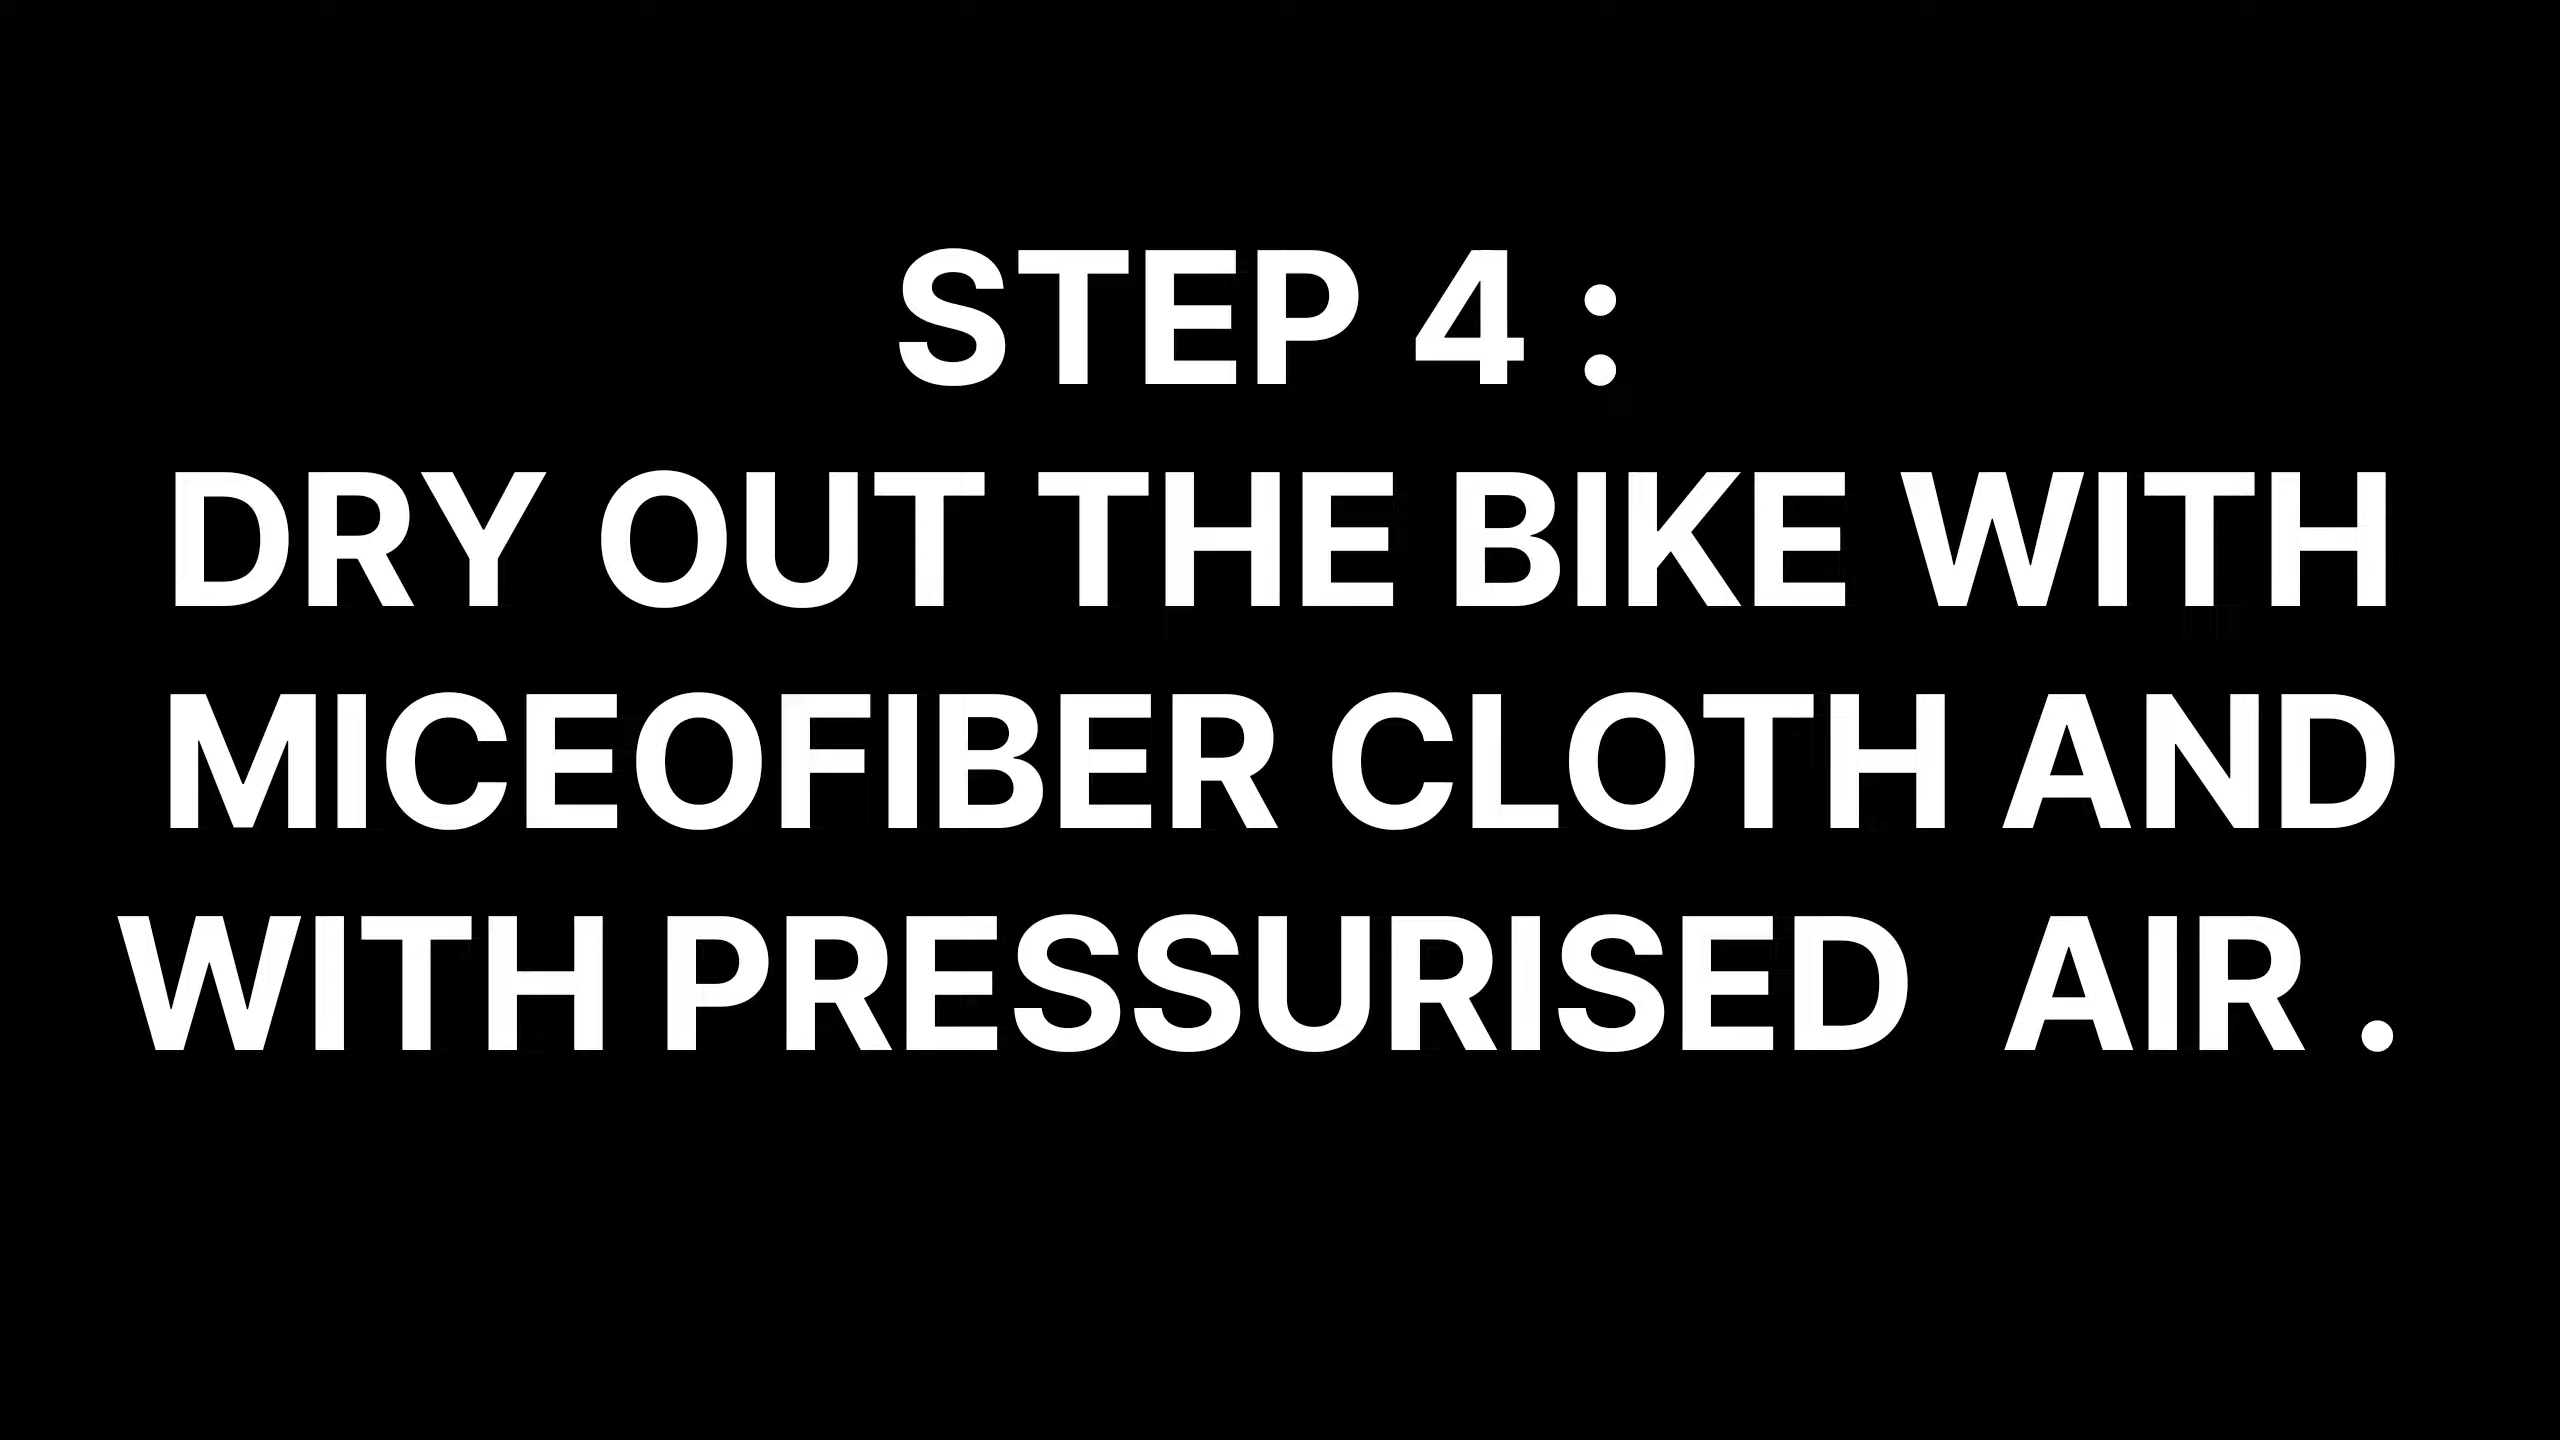 STEP 4 :
DRY OUT THE BIKE WITH
MICEOFIBER CLOTH AND
WITH PRESSURISED  AIR .